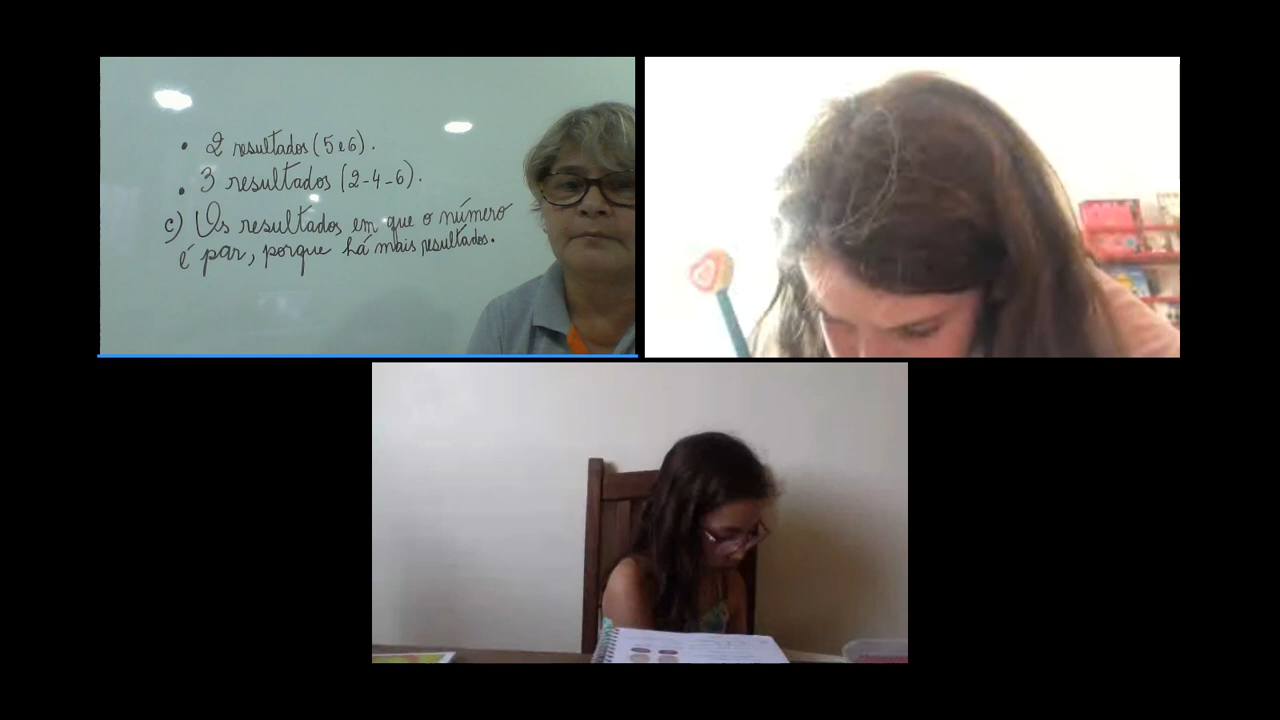 • 2 resultados (5 e 6).
• 3 resultados (2-4-6).
c) Os resultados em que o número
é par, porque há mais resultados.